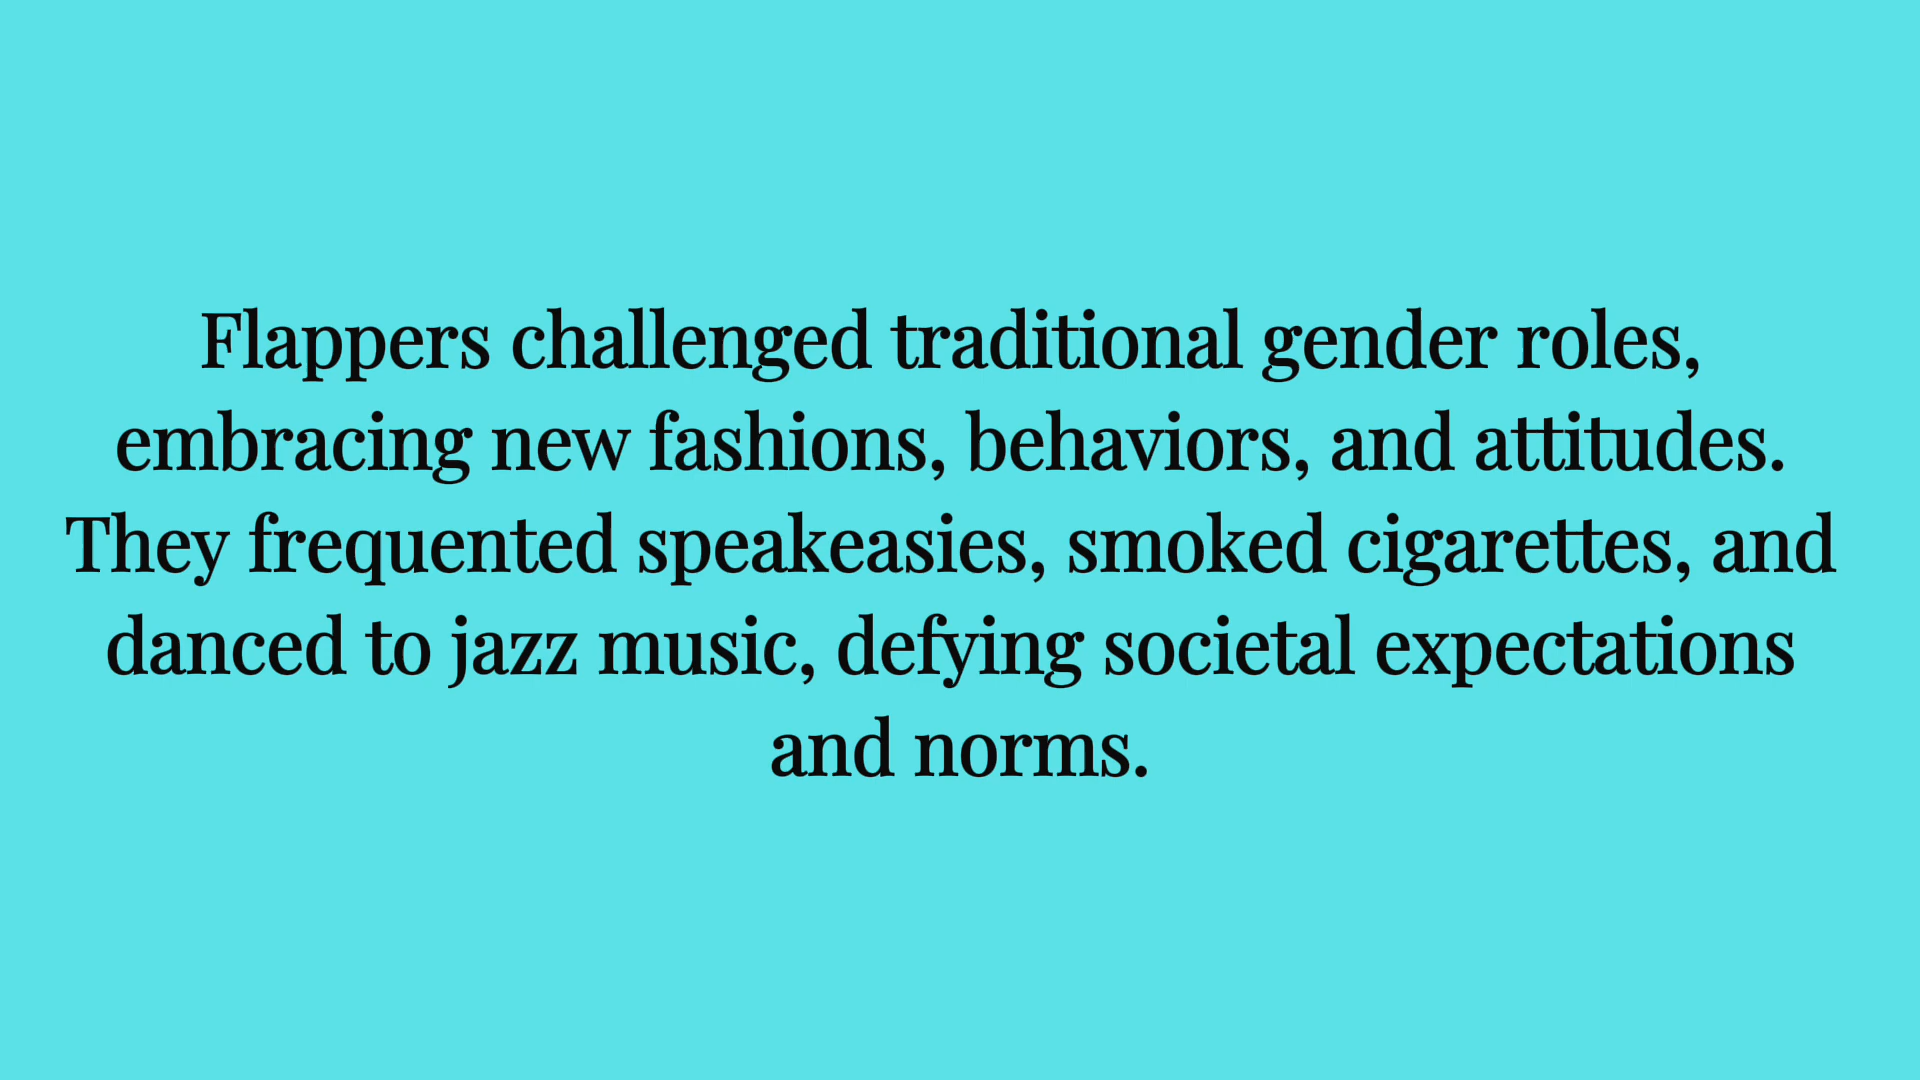 Flappers challenged traditional gender roles,
embracing new fashions, behaviors, and attitudes.
They frequented speakeasies, smoked cigarettes, and
danced to jazz music, defying societal expectations
and norms.